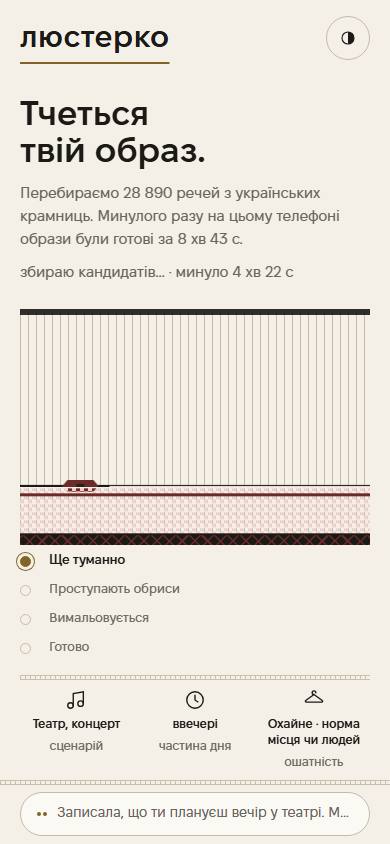 люстерко
Тчеться
твій образ.
Перебираємо 28 890 речей з українських
крамниць. Минулого разу на цьому телефоні
образи були готові за 8 хв 43 с.
збираю кандидатів… · минуло 4 хв 22 с
Ще туманно
Проступають обриси
Вимальовується
Готово
Театр, концерт
сценарій
ввечері
частина дня
Охайне · норма
місця чи людей
ошатність
Записала, що ти плануєш вечір у театрі. М…